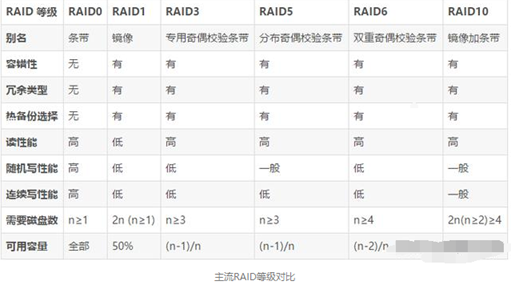 RAID 等级 RAID0 RAID1 RAID3 RAID5 RAID6 RAID10
别名 条带 镜像 专用奇偶校验条带 分布奇偶校验条带 双重奇偶校验条带 镜像加条带
容错性 无 有 有 有 有 有
冗余类型 无 有 有 有 有 有
热备份选择 无 有 有 有 有 有
读性能 高 低 高 高 高 高
随机写性能 高 低 低 一般 低 一般
连续写性能 高 低 低 低 低 一般
需要磁盘数 n≥1 2n (n≥1) n≥3 n≥3 n≥4 2n(n≥2)≥4
可用容量 全部 50% (n-1)/n (n-1)/n (n-2)/n
主流RAID等级对比